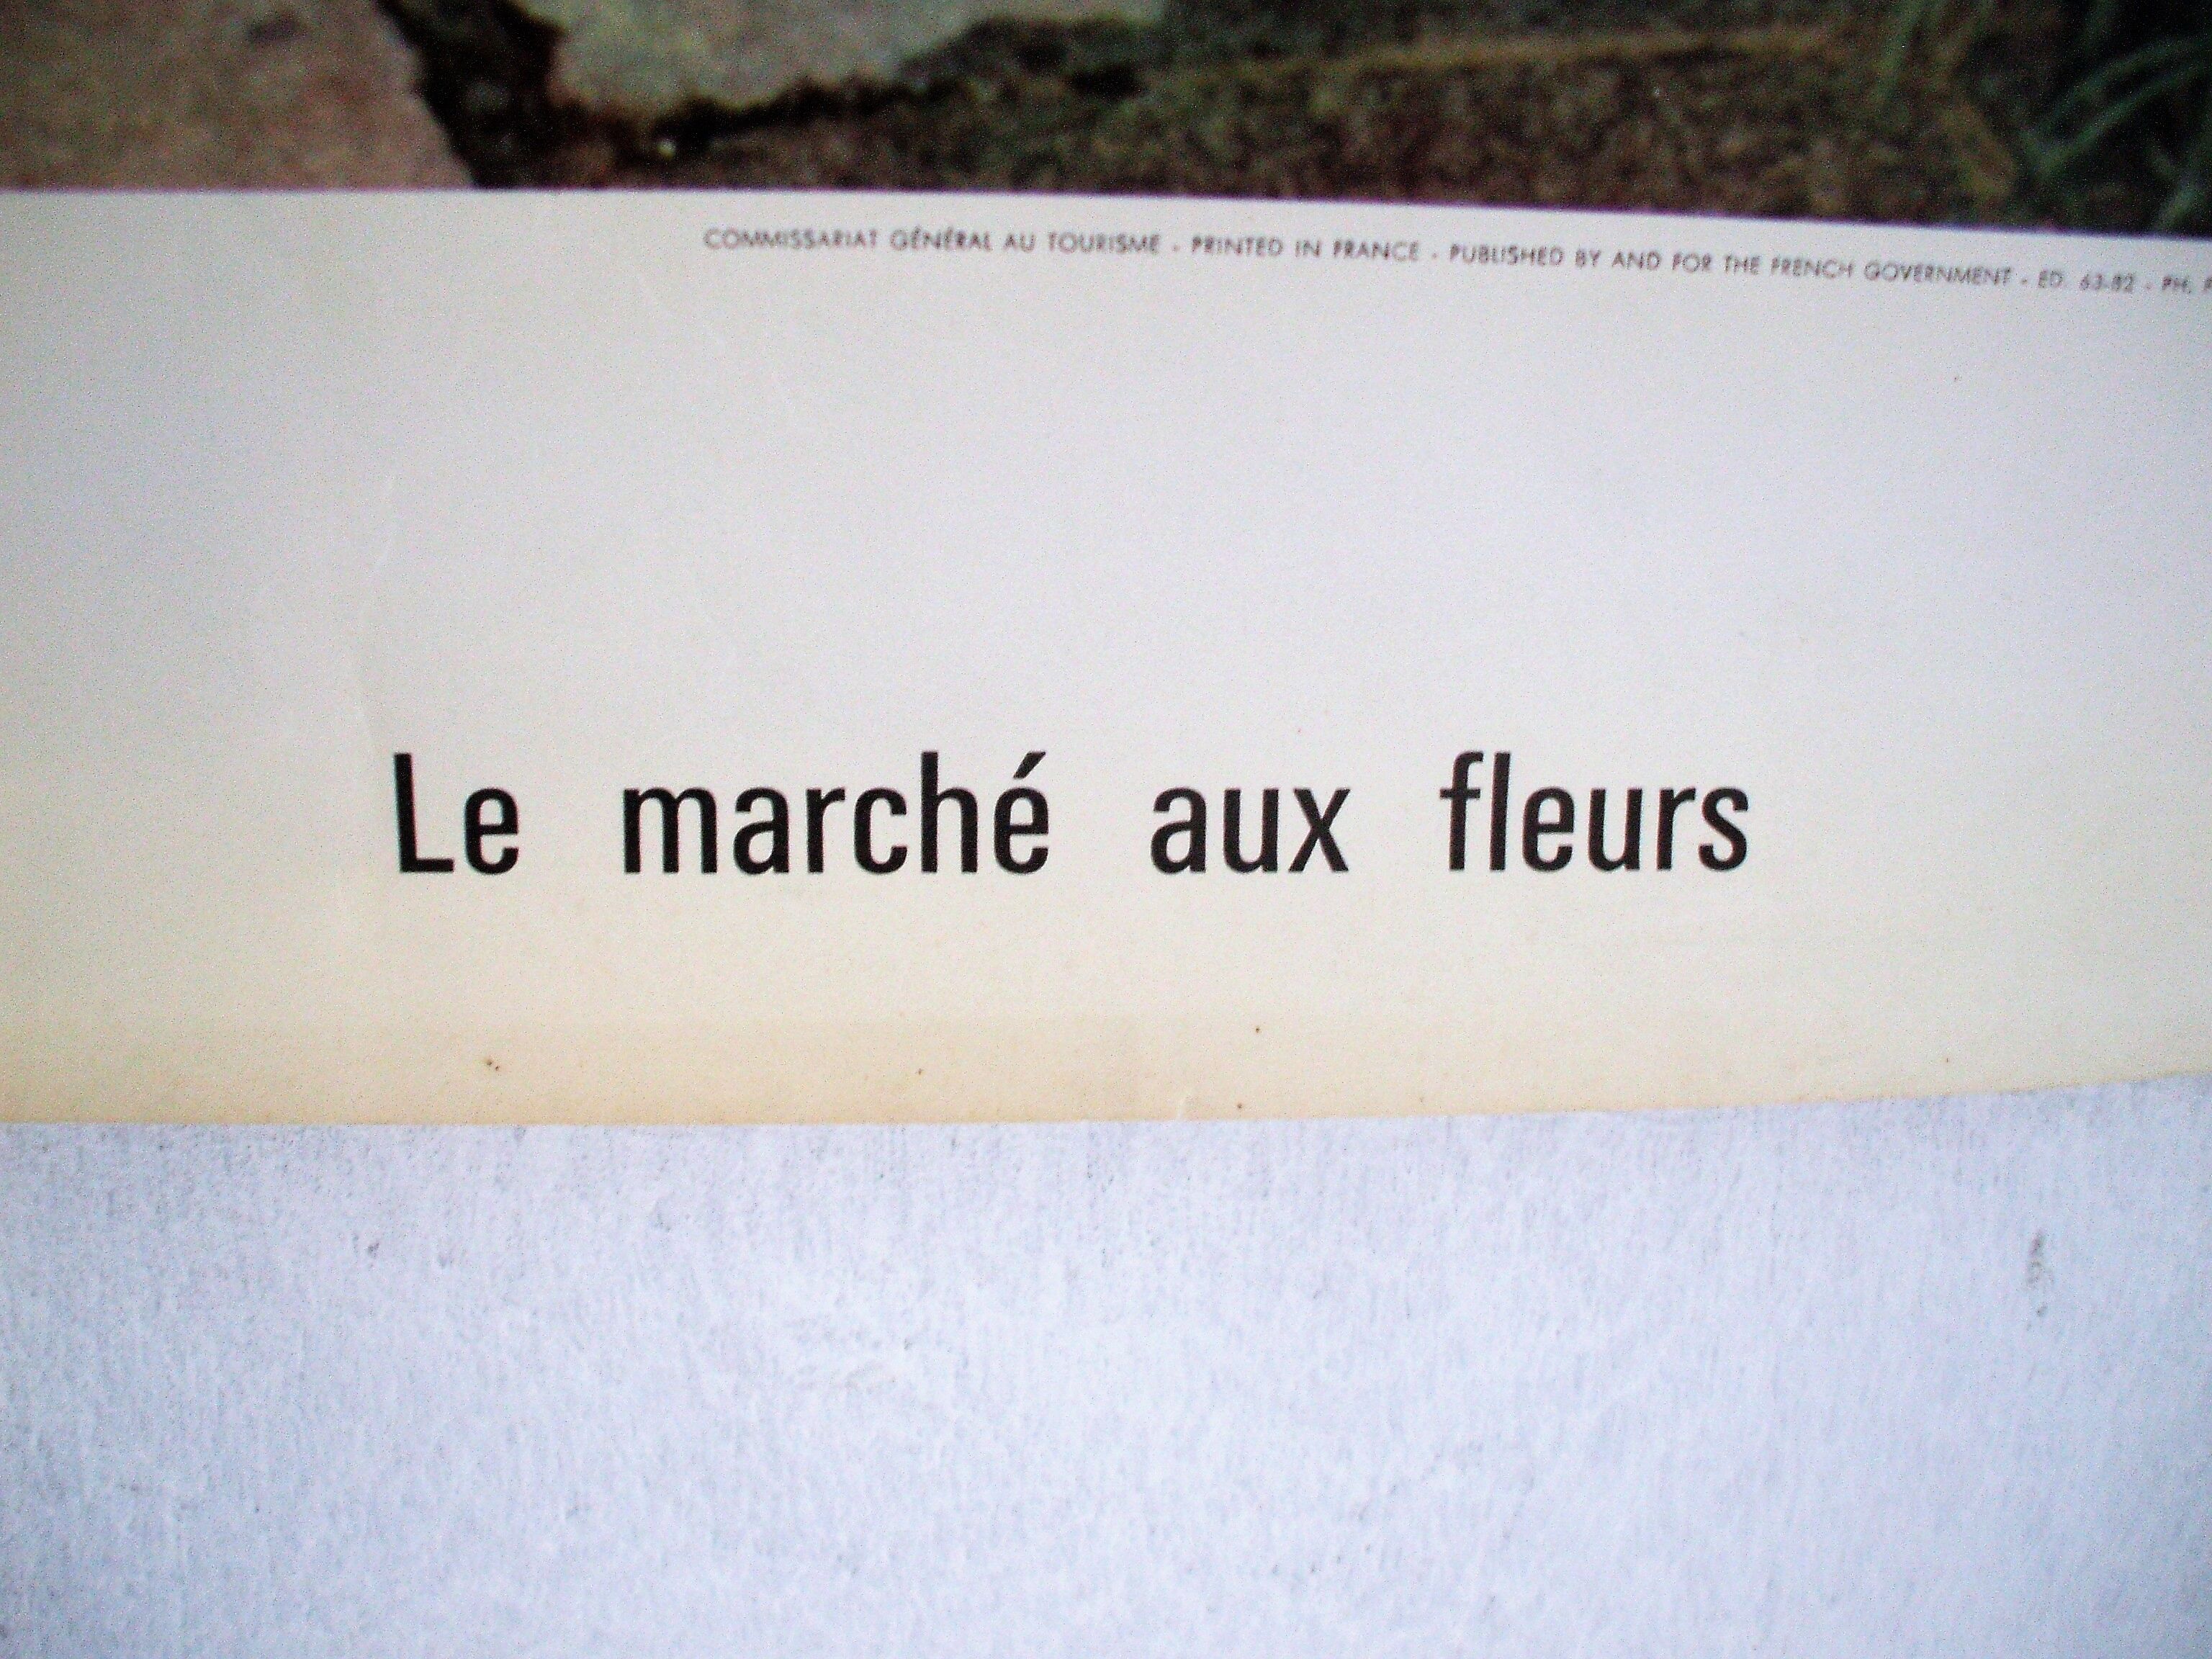 COMMISSARIAT GÉNÉRAL AU TOURISME - PRINTED IN FRANCE - PUBLISHED BY AND FOR THE FRENCH GOVERNMENT - ED. 63-82 - PH.
Le marché aux fleurs